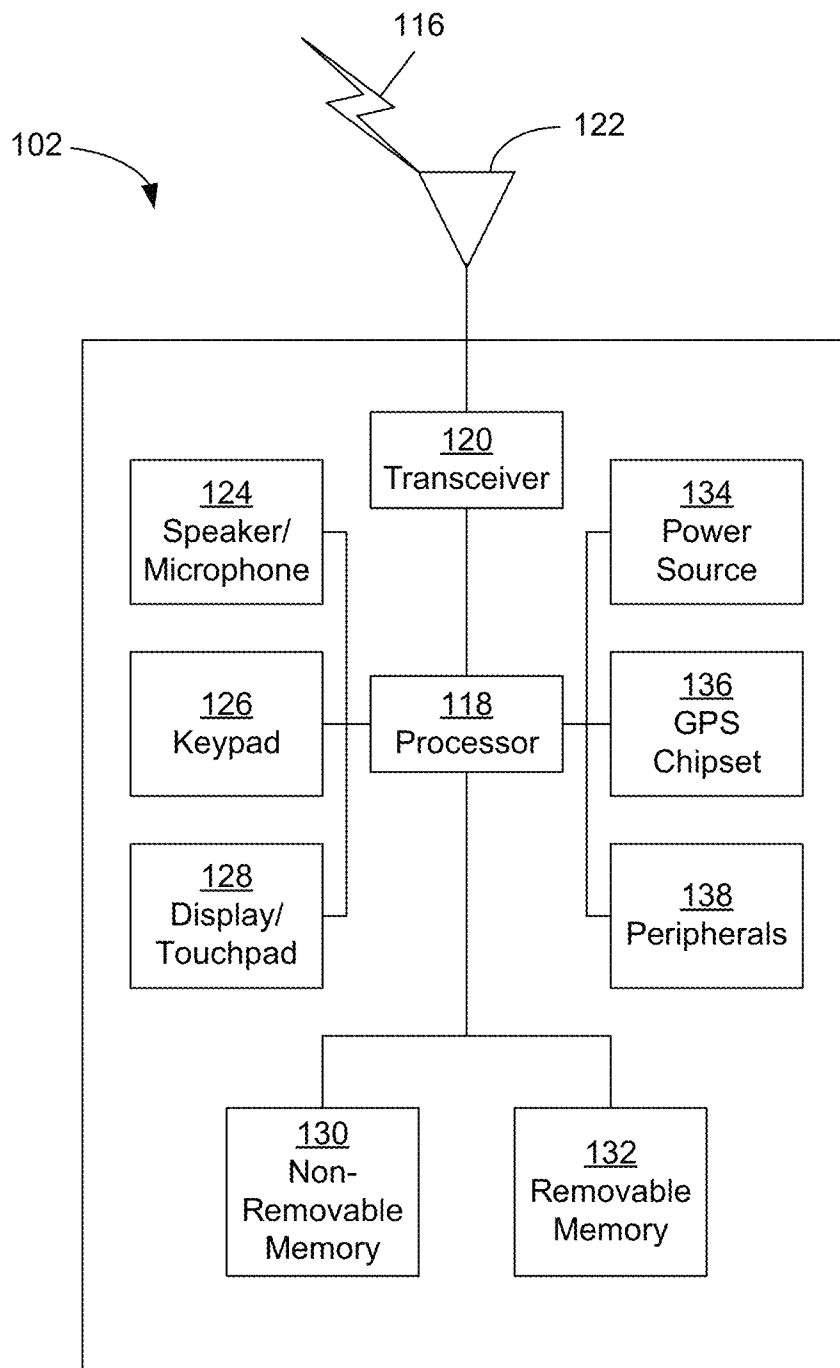 116
122
102
120
Transceiver
124
Speaker/
Microphone
134
Power
Source
126
Keypad
118
Processor
136
GPS
Chipset
128
Display/
Touchpad
138
Peripherals
130
Non-
Removable
Memory
132
Removable
Memory